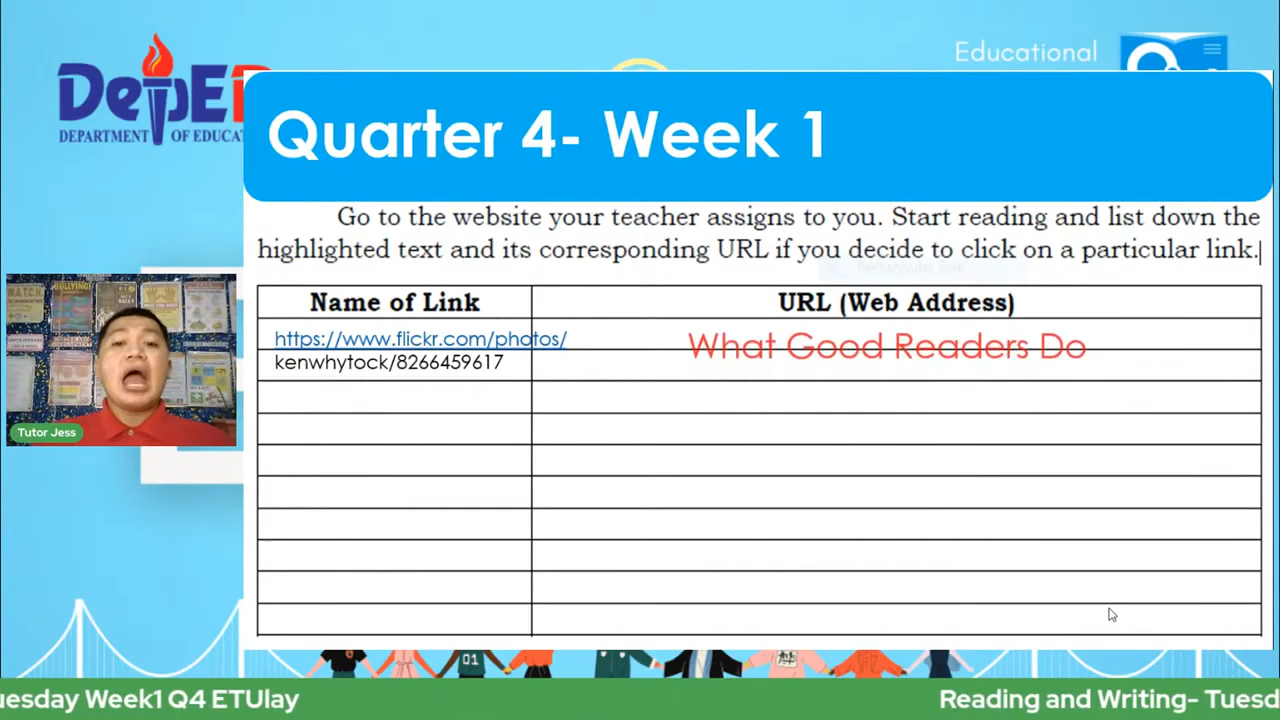 Educational
DepED
DEPARTMENT OF EDUCA
Quarter 4- Week 1
Go to the website your teacher assigns to you. Start reading and list down the
highlighted text and its corresponding URL if you decide to click on a particular link.
Name of Link URL (Web Address)
https://www.flickr.com/photos/ What Good Readers Do
kenwhytock/8266459617
BULLYING!
Tutor Jess
01
uesday Week1 Q4 ETUlay Reading and Writing- Tuesd